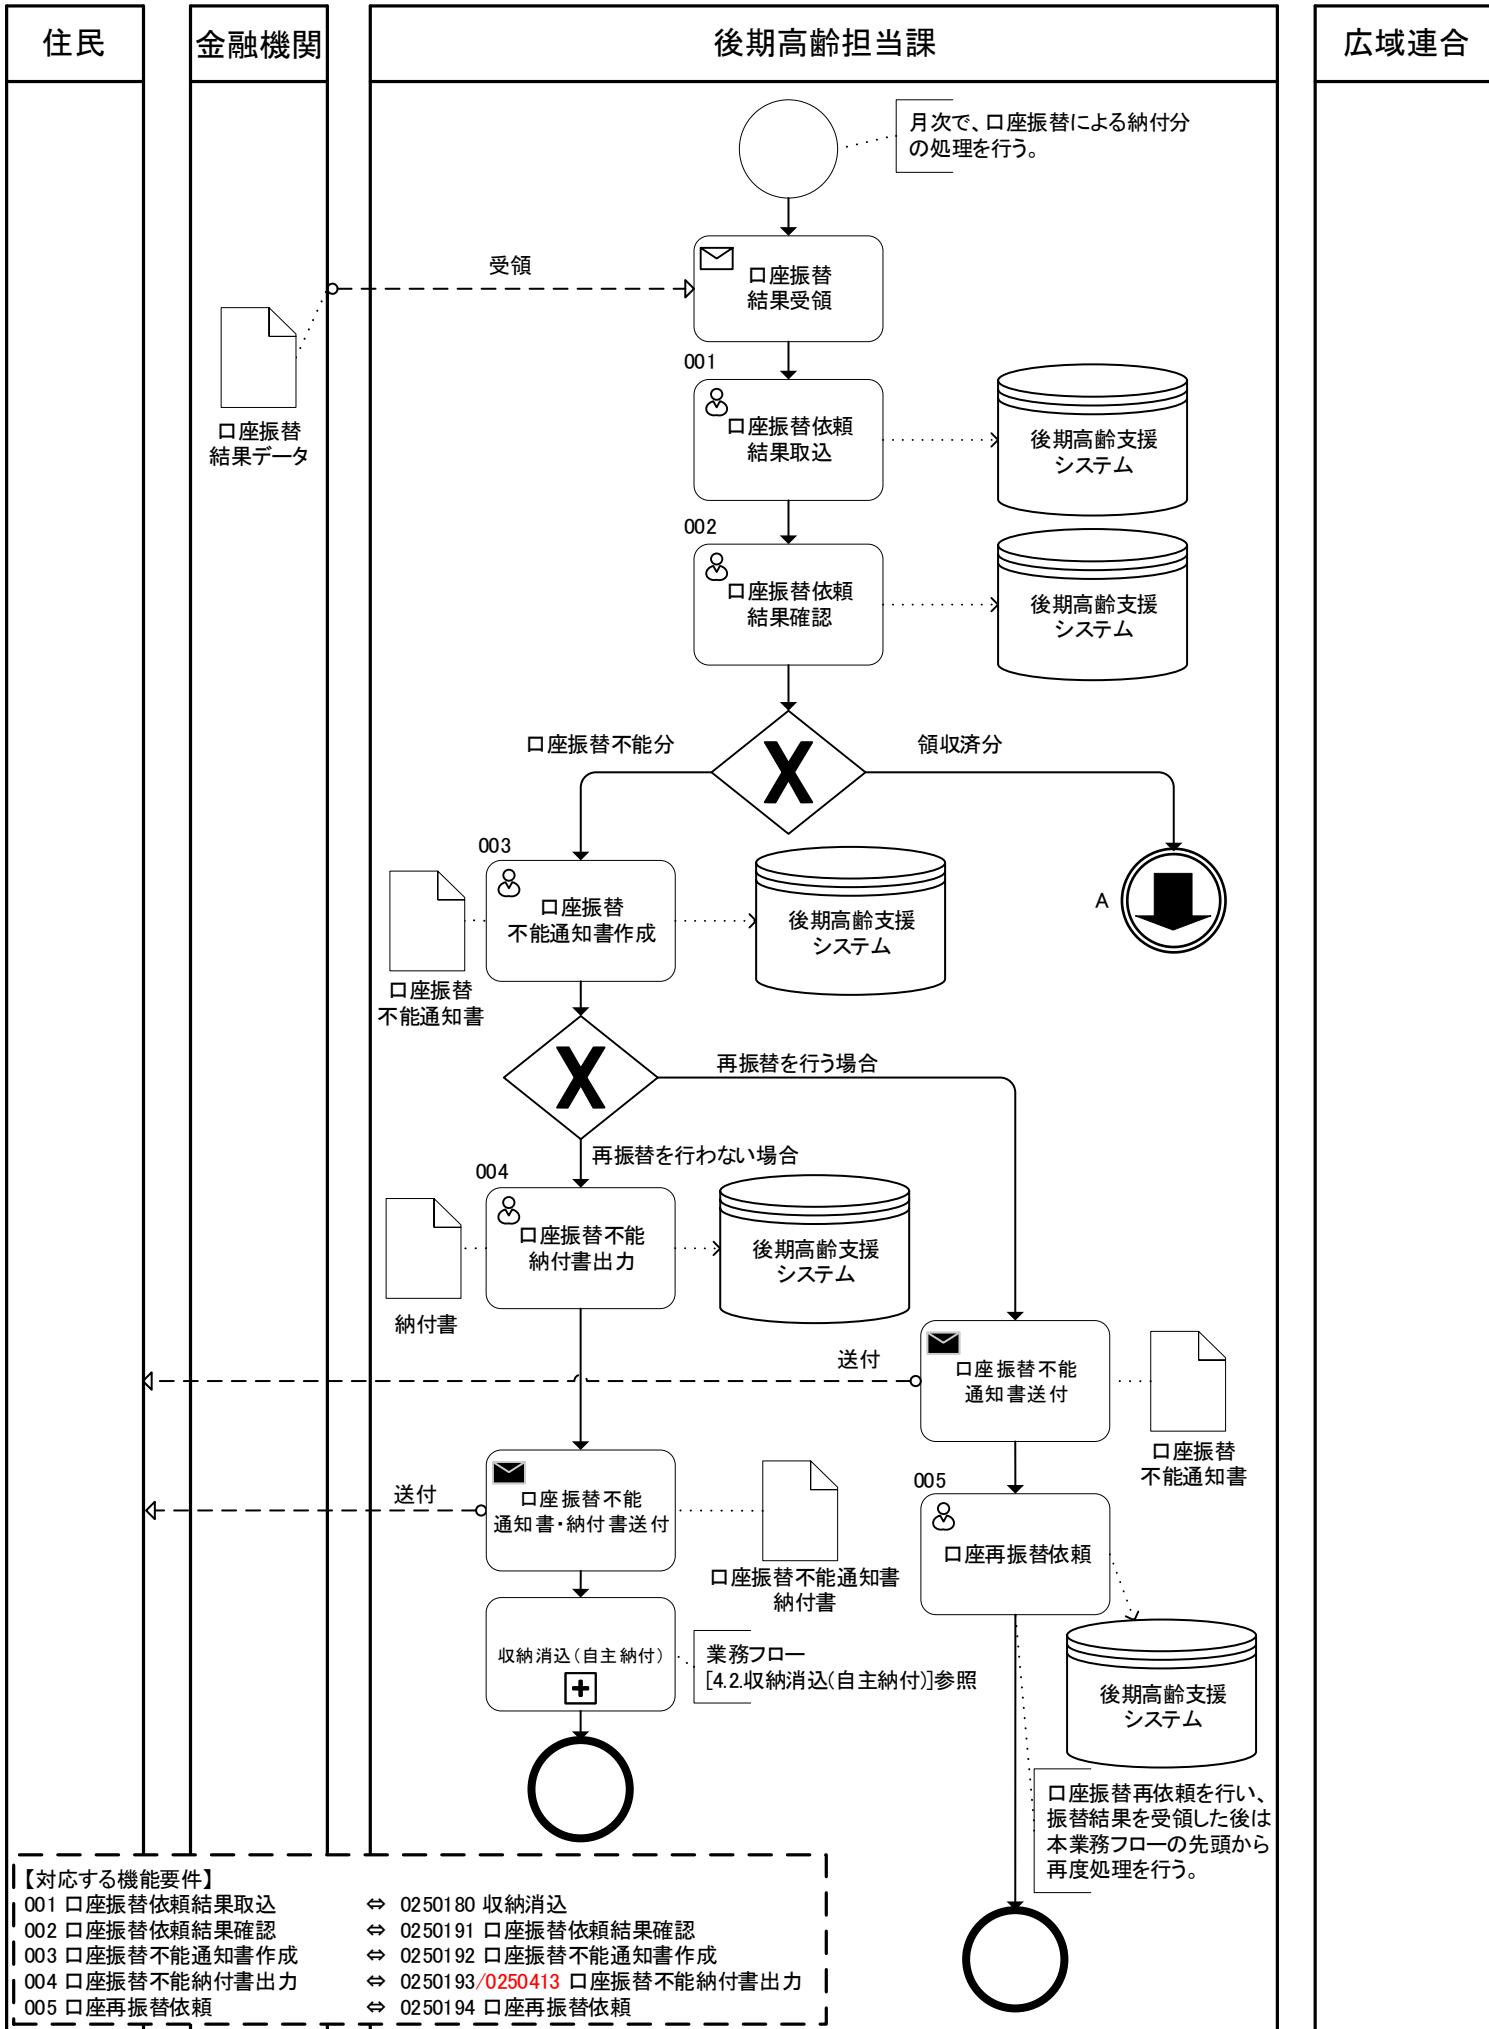 住民
金融機関
後期高齢担当課
広域連合
月次で、口座振替による納付分
の処理を行う。
受領
口座振替
結果受領
口座振替
結果データ
001
口座振替依頼
結果取込
後期高齢支援
システム
002
口座振替依頼
結果確認
後期高齢支援
システム
口座振替不能分
領収済分
X
003
口座振替
不能通知書作成
口座振替
不能通知書
後期高齢支援
システム
A
X
再振替を行う場合
再振替を行わない場合
004
口座振替不能
納付書出力
納付書
後期高齢支援
システム
送付
口座振替不能
通知書送付
口座振替
不能通知書
送付
口座振替不能
通知書・納付書送付
口座振替不能通知書
納付書
005
口座再振替依頼
後期高齢支援
システム
収納消込(自主納付)
業務フロー
[4.2.収納消込(自主納付)]参照
口座振替再依頼を行い、
振替結果を受領した後は
本業務フローの先頭から
再度処理を行う。
【対応する機能要件】
001 口座振替依頼結果取込 ⇔ 0250180 収納消込
002 口座振替依頼結果確認 ⇔ 0250191 口座振替依頼結果確認
003 口座振替不能通知書作成 ⇔ 0250192 口座振替不能通知書作成
004 口座振替不能納付書出力 ⇔ 0250193/0250413 口座振替不能納付書出力
005 口座再振替依頼 ⇔ 0250194 口座再振替依頼